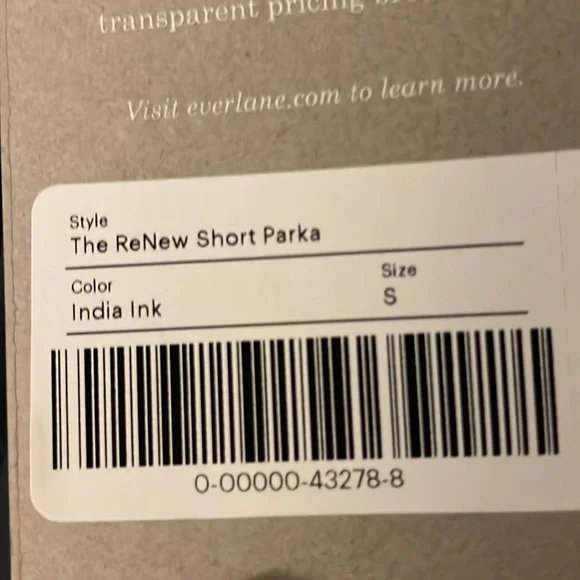 transparent pricing
Visit everlane.com to learn more.
Style
The ReNew Short Parka
Color
Size
India Ink
S
0-00000-43278-8